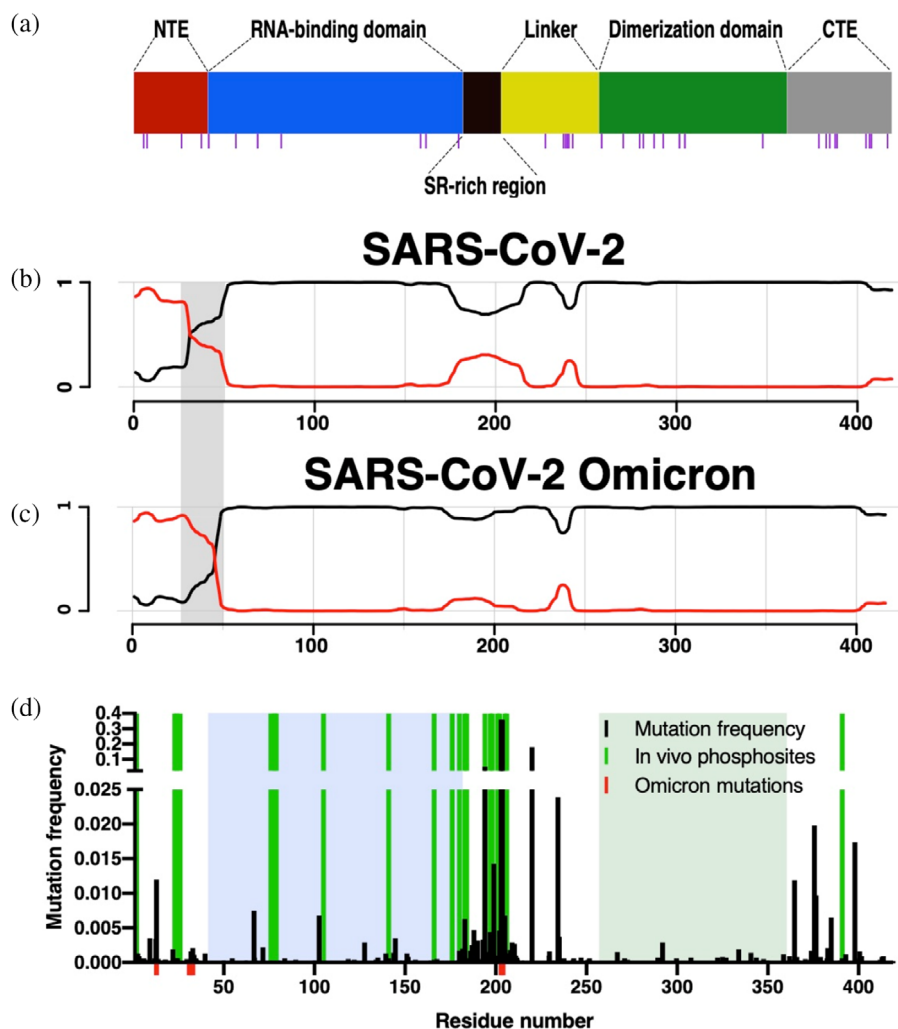 (a)
NTE RNA-binding domain Linker Dimerization domain CTE
SR-rich region
SARS-CoV-2
(b)
1
0
0 100 200 300 400
SARS-CoV-2 Omicron
(c)
1
0
0 100 200 300 400
(d)
Mutation frequency
0.4
0.3
0.2
0.1
0.025
0.020
0.015
0.010
0.005
0.000
Mutation frequency
In vivo phosphosites
Omicron mutations
50 100 150 200 250 300 350 400
Residue number